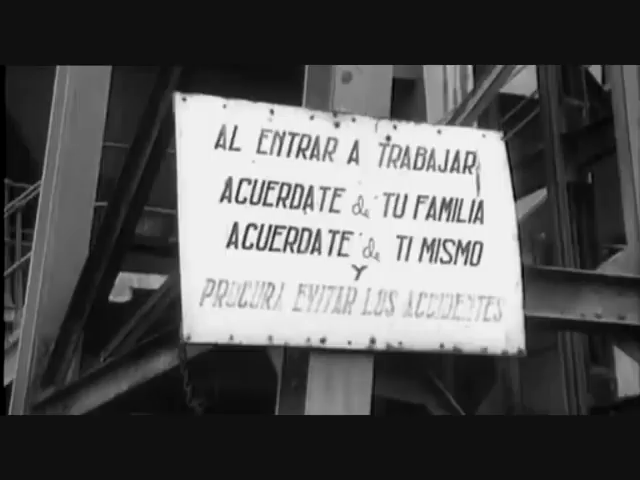 AL ENTRAR A TRABAJAR
ACUERDATE de TU FAMILIA
ACUERDATE de TI MISMO
Y
PROCURA EVITAR LOS ACCIDENTES